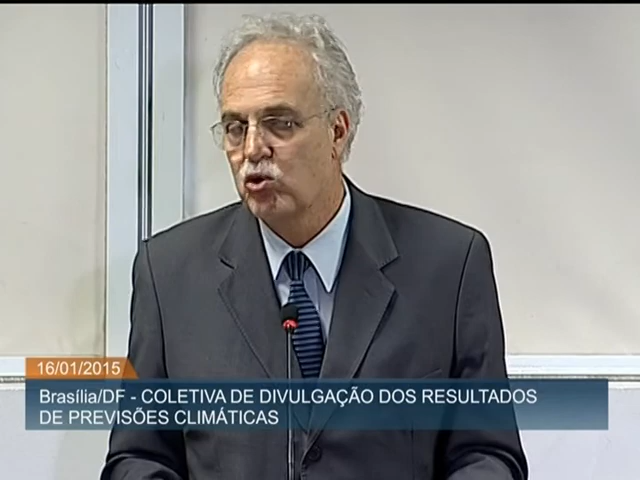 16/01/2015
Brasília/DF - COLETIVA DE DIVULGAÇÃO DOS RESULTADOS
DE PREVISÕES CLIMÁTICAS